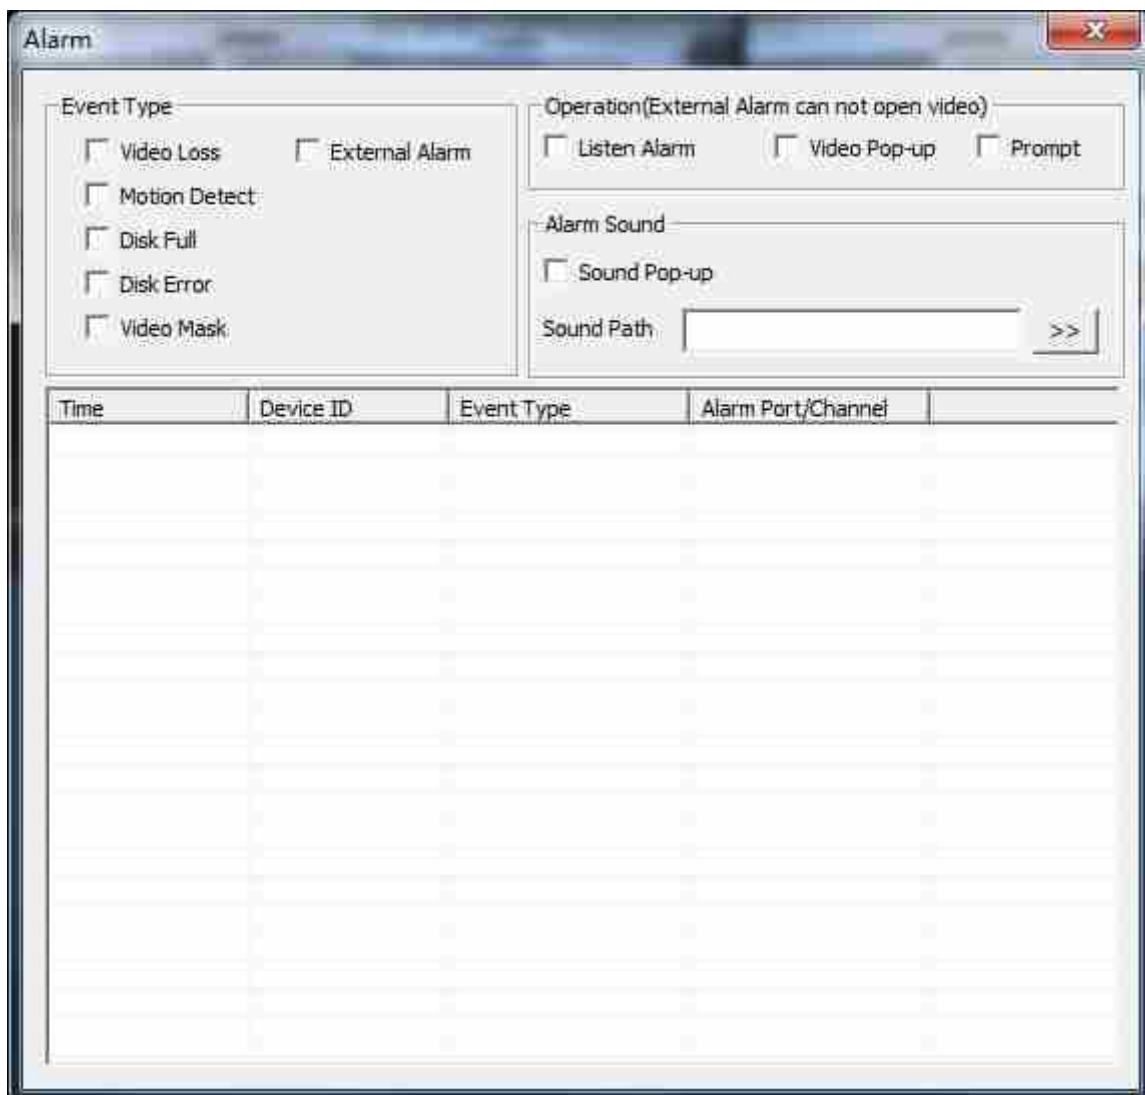 Alarm
Event Type
Video Loss
External Alarm
Motion Detect
Disk Full
Disk Error
Video Mask
Operation(External Alarm can not open video)
Listen Alarm
Video Pop-up
Prompt
Alarm Sound
Sound Pop-up
Sound Path
>>
Time
Device ID
Event Type
Alarm Port/Channel